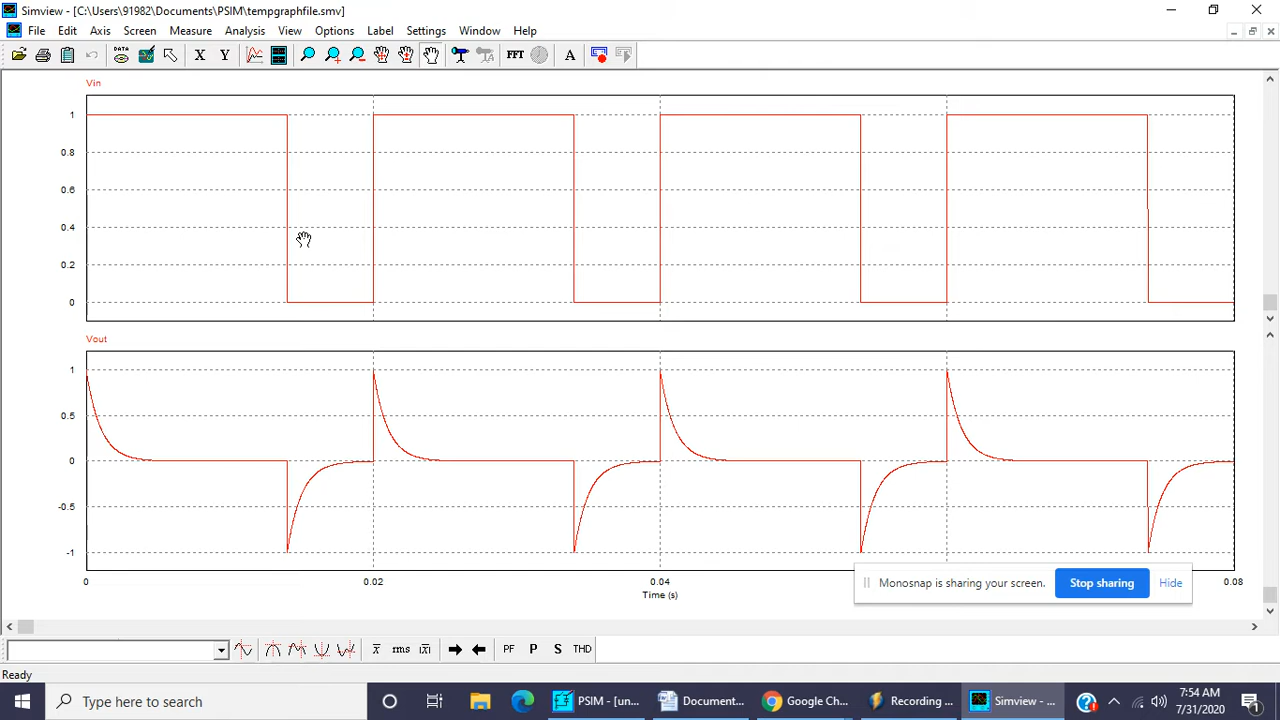 Simview - [C:\Users\91982\Documents\PSIM\tempgraphfile.smv]
File Edit Axis Screen Measure Analysis View Options Label Settings Window Help
DATA X Y FFT A
Vin
1
0.8
0.6
0.4
0.2
0
Vout
1
0.5
0
-0.5
-1
0 0.02 0.04 0.08
Time (s)
Monosnap is sharing your screen. Stop sharing Hide
x rms |x| PF P S THD
Ready
Type here to search
PSIM - [un...
Document...
Google Ch...
Recording ...
Simview - ...
7:54 AM
7/31/2020
1